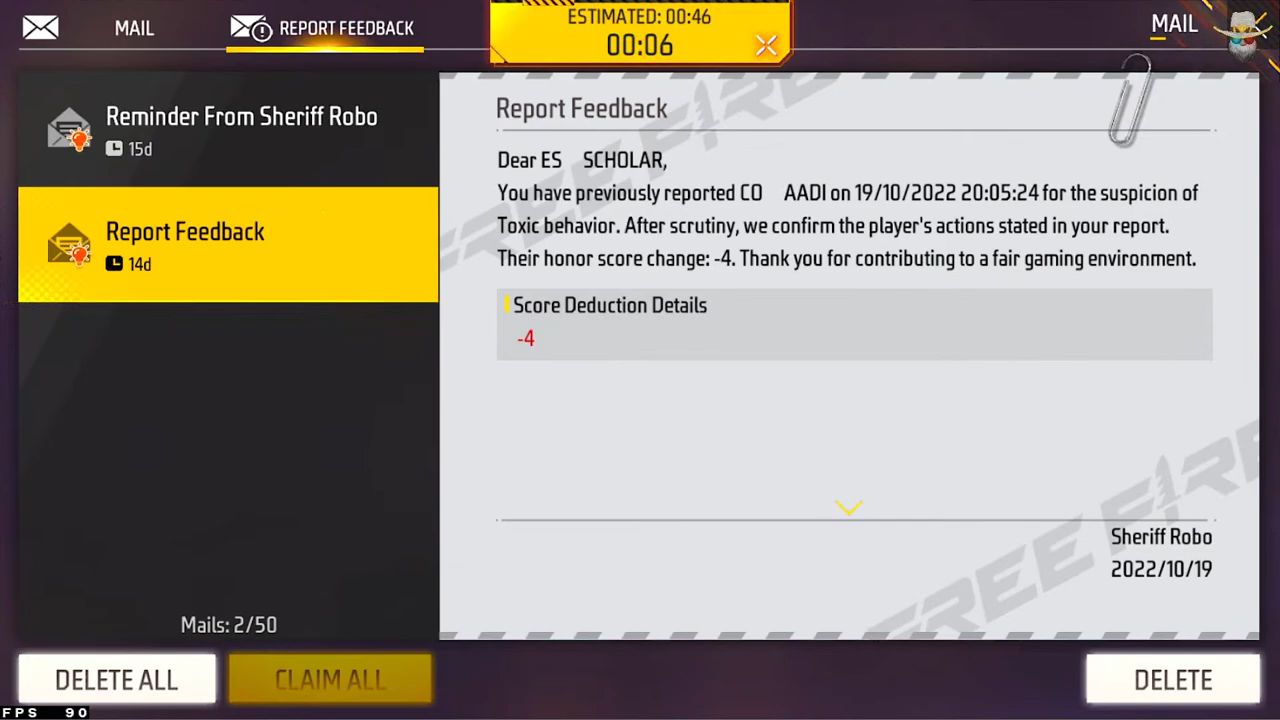 MAIL
REPORT FEEDBACK
ESTIMATED: 00:46
00:06
MAIL
Reminder From Sheriff Robo
15d
Report Feedback
14d
Mails: 2/50
DELETE ALL
CLAIM ALL
Report Feedback
Dear ES SCHOLAR,
You have previously reported CO AADI on 19/10/2022 20:05:24 for the suspicion of
Toxic behavior. After scrutiny, we confirm the player's actions stated in your report.
Their honor score change: -4. Thank you for contributing to a fair gaming environment.
Score Deduction Details
-4
Sheriff Robo
2022/10/19
DELETE
FREE FIRE
FREE FIRE
FPS 90